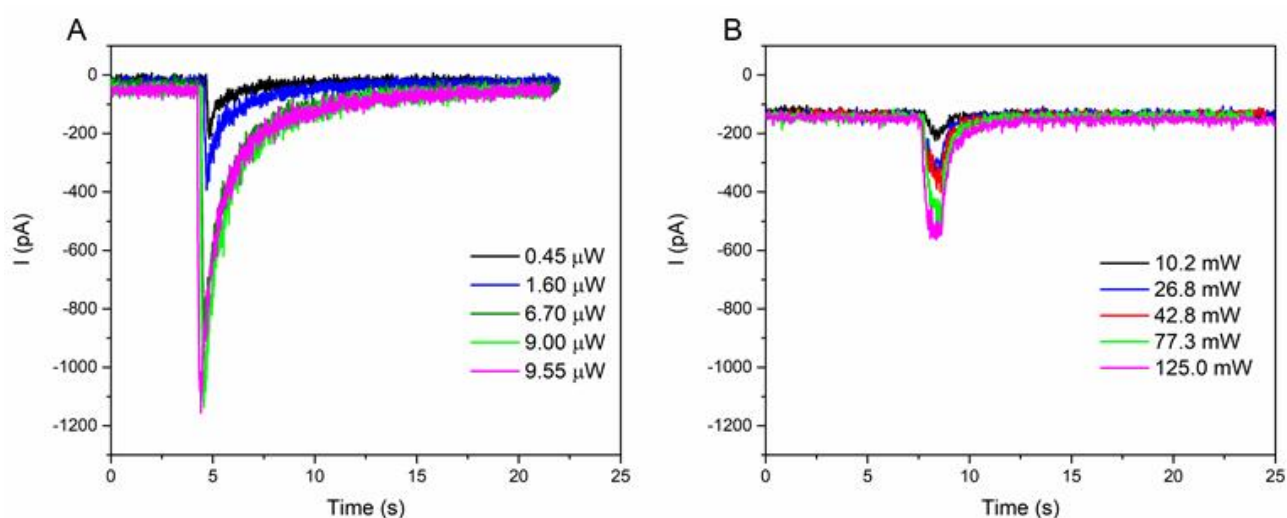 A
0
-200
-400
-600
-800
-1000
-1200
I (pA)
0.45 μW
1.60 μW
6.70 μW
9.00 μW
9.55 μW
0 5 10 15 20 25
Time (s)
B
0
-200
-400
-600
-800
-1000
-1200
I (pA)
10.2 mW
26.8 mW
42.8 mW
77.3 mW
125.0 mW
0 5 10 15 20 25
Time (s)